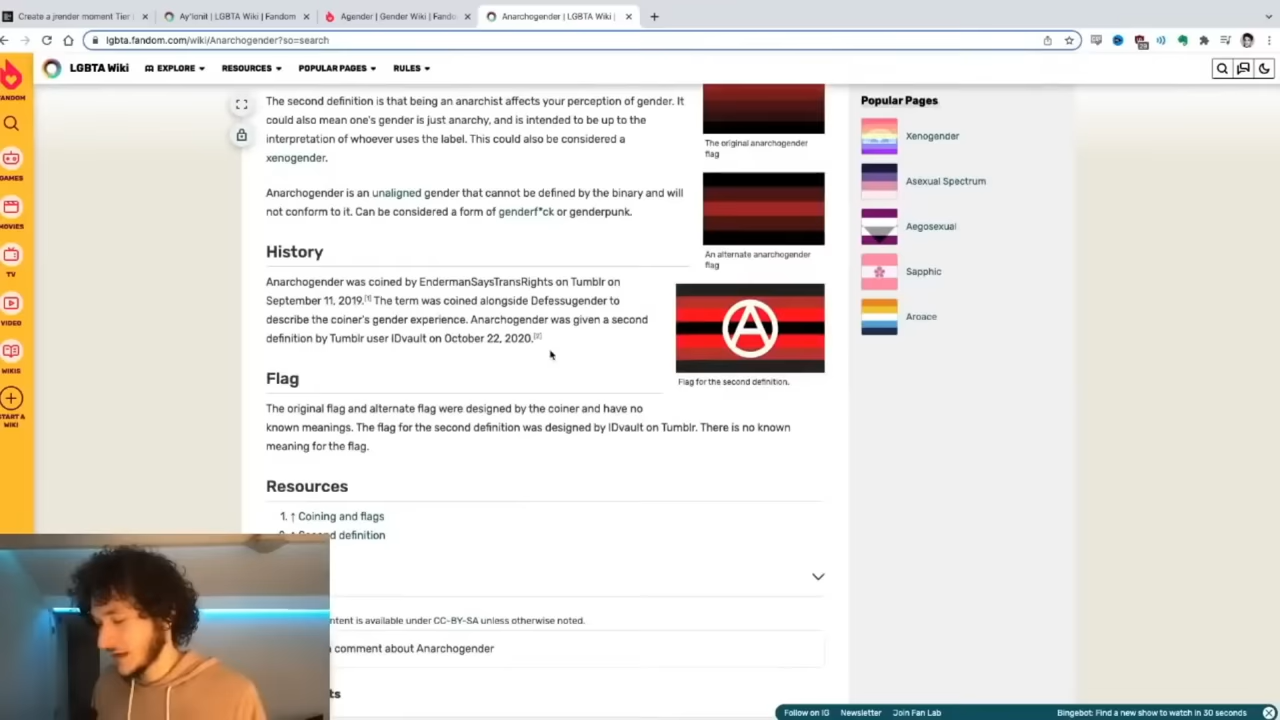 Create a jrender moment Tier
Ay'lonit | LGBTA Wiki | Fandom
Agender | Gender Wiki | Fando
Anarchogender | LGBTA Wiki |
lgbta.fandom.com/wiki/Anarchogender?so=search
FANDOM
GAMES
MOVIES
TV
VIDEO
WIKIS
START A
WIKI
LGBTA Wiki
EXPLORE
RESOURCES
POPULAR PAGES
RULES
The second definition is that being an anarchist affects your perception of gender. It
could also mean one's gender is just anarchy, and is intended to be up to the
interpretation of whoever uses the label. This could also be considered a
xenogender.
Anarchogender is an unaligned gender that cannot be defined by the binary and will
not conform to it. Can be considered a form of genderf*ck or genderpunk.
History
Anarchogender was coined by EndermanSaysTransRights on Tumblr on
September 11, 2019.[1] The term was coined alongside Defessugender to
describe the coiner's gender experience. Anarchogender was given a second
definition by Tumblr user IDvault on October 22, 2020.[2]
Flag
The original flag and alternate flag were designed by the coiner and have no
known meanings. The flag for the second definition was designed by IDvault on Tumblr. There is no known
meaning for the flag.
Resources
1. ↑ Coining and flags
d definition
ntent is available under CC-BY-SA unless otherwise noted.
comment about Anarchogender
ts
The original anarchogender
flag
An alternate anarchogender
flag
A
Flag for the second definition.
Popular Pages
Xenogender
Asexual Spectrum
Aegosexual
Sapphic
Aroace
Follow on IG
Newsletter
Join Fan Lab
Bingebot: Find a new show to watch in 30 seconds